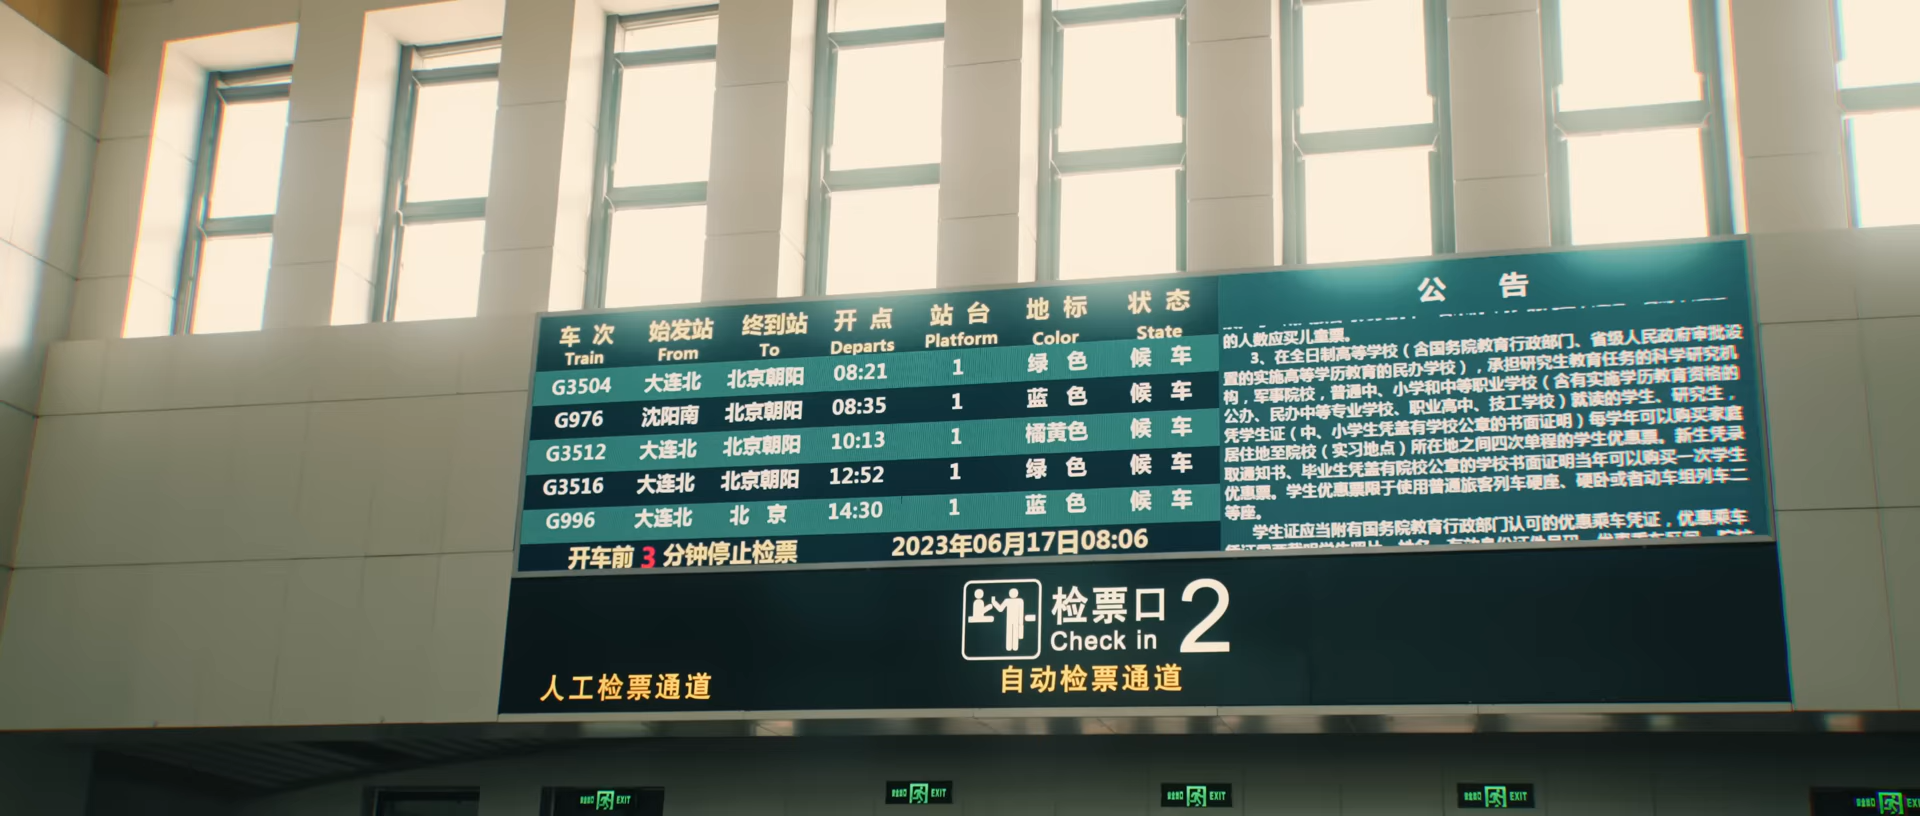 车次 始发站 终到站 开点 站台 地标 状态
Train From To Departs Platform Color State
G3504 大连北 北京朝阳 08:21 1 绿色 候车
G976 沈阳南 北京朝阳 08:35 1 蓝色 候车
G3512 大连北 北京朝阳 10:13 1 橘黄色 候车
G3516 大连北 北京朝阳 12:52 1 绿色 候车
G996 大连北 北京 14:30 1 蓝色 候车
开车前 3 分钟停止检票 2023年06月17日08:06
公告
的人数应买儿童票。
3、在全日制高等学校（含国务院教育行政部门、省级人民政府审批设
置的实施高等学历教育的民办学校），承担研究生教育任务的科学研究机
构，军事院校，普通中、小学和中等职业学校（含有实施学历教育资格的
公办、民办中等专业学校、职业高中、技工学校）就读的学生、研究生，
凭学生证（中、小学生凭盖有学校公章的书面证明）每学年可以购买家庭
居住地至院校（实习地点）所在地之间四次单程的学生优惠票。新生凭录
取通知书、毕业生凭盖有院校公章的学校书面证明当年可以购买一次学生
优惠票。学生优惠票限于使用普通旅客列车硬座、硬卧或者动车组列车二
等座。
学生证应当附有国务院教育行政部门认可的优惠乘车凭证，优惠乘车
检票口 2
Check in
人工检票通道 自动检票通道
EXIT
EXIT
EXIT
EXIT